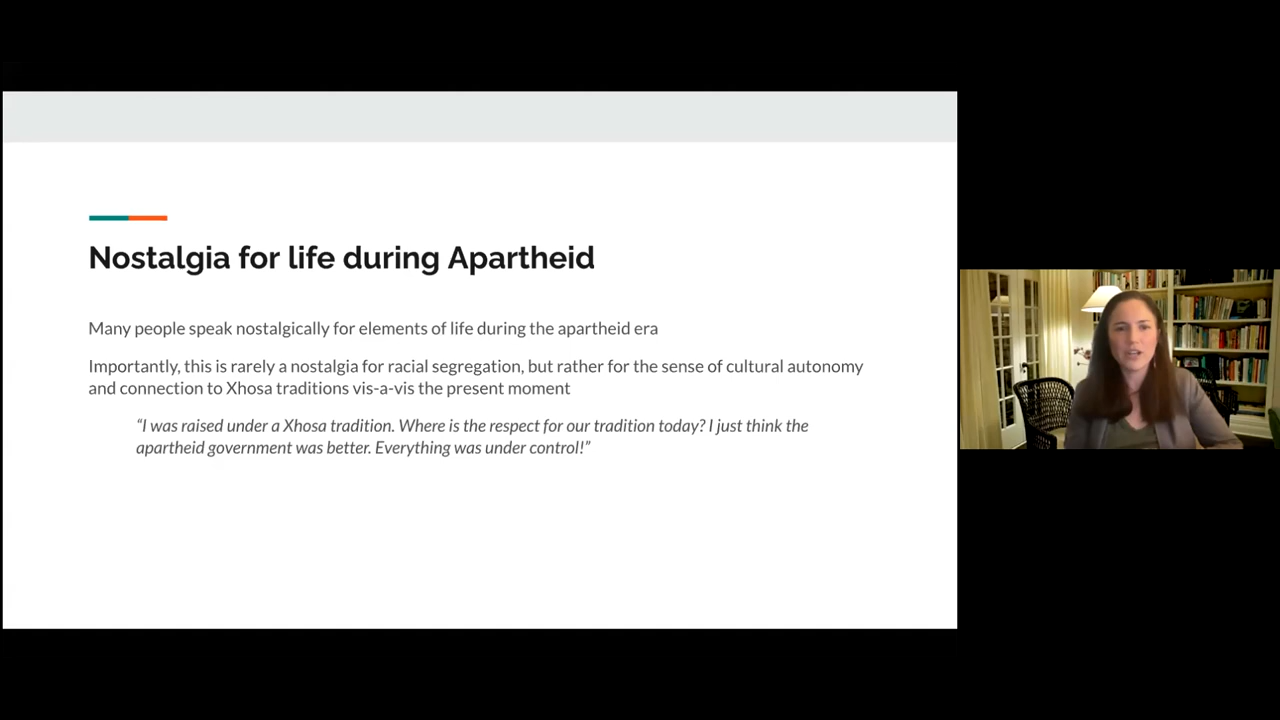 Nostalgia for life during Apartheid
Many people speak nostalgically for elements of life during the apartheid era
Importantly, this is rarely a nostalgia for racial segregation, but rather for the sense of cultural autonomy
and connection to Xhosa traditions vis-a-vis the present moment
“I was raised under a Xhosa tradition. Where is the respect for our tradition today? I just think the
apartheid government was better. Everything was under control!”